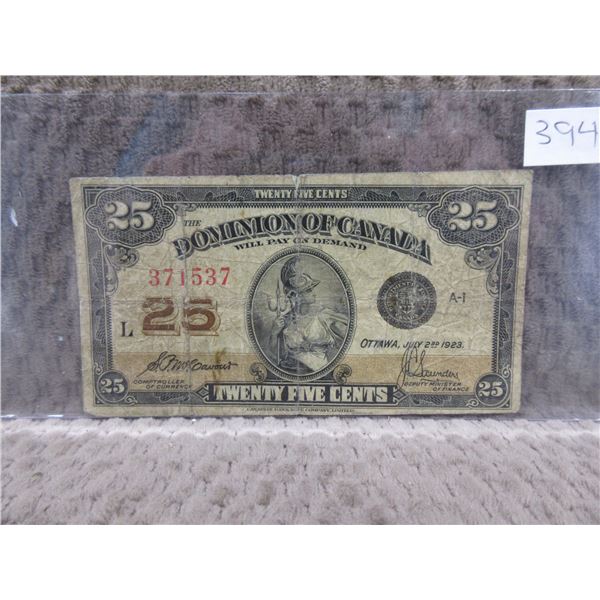 394
TWENTY FIVE CENTS
25 25
THE
DOMINION OF CANADA
WILL PAY ON DEMAND
371537
A-1
L 25
OTTAWA, JULY 2ND 1923.
COMPTROLLER
OF CURRENCY
DEPUTY MINISTER
OF FINANCE
25 TWENTY FIVE CENTS 25